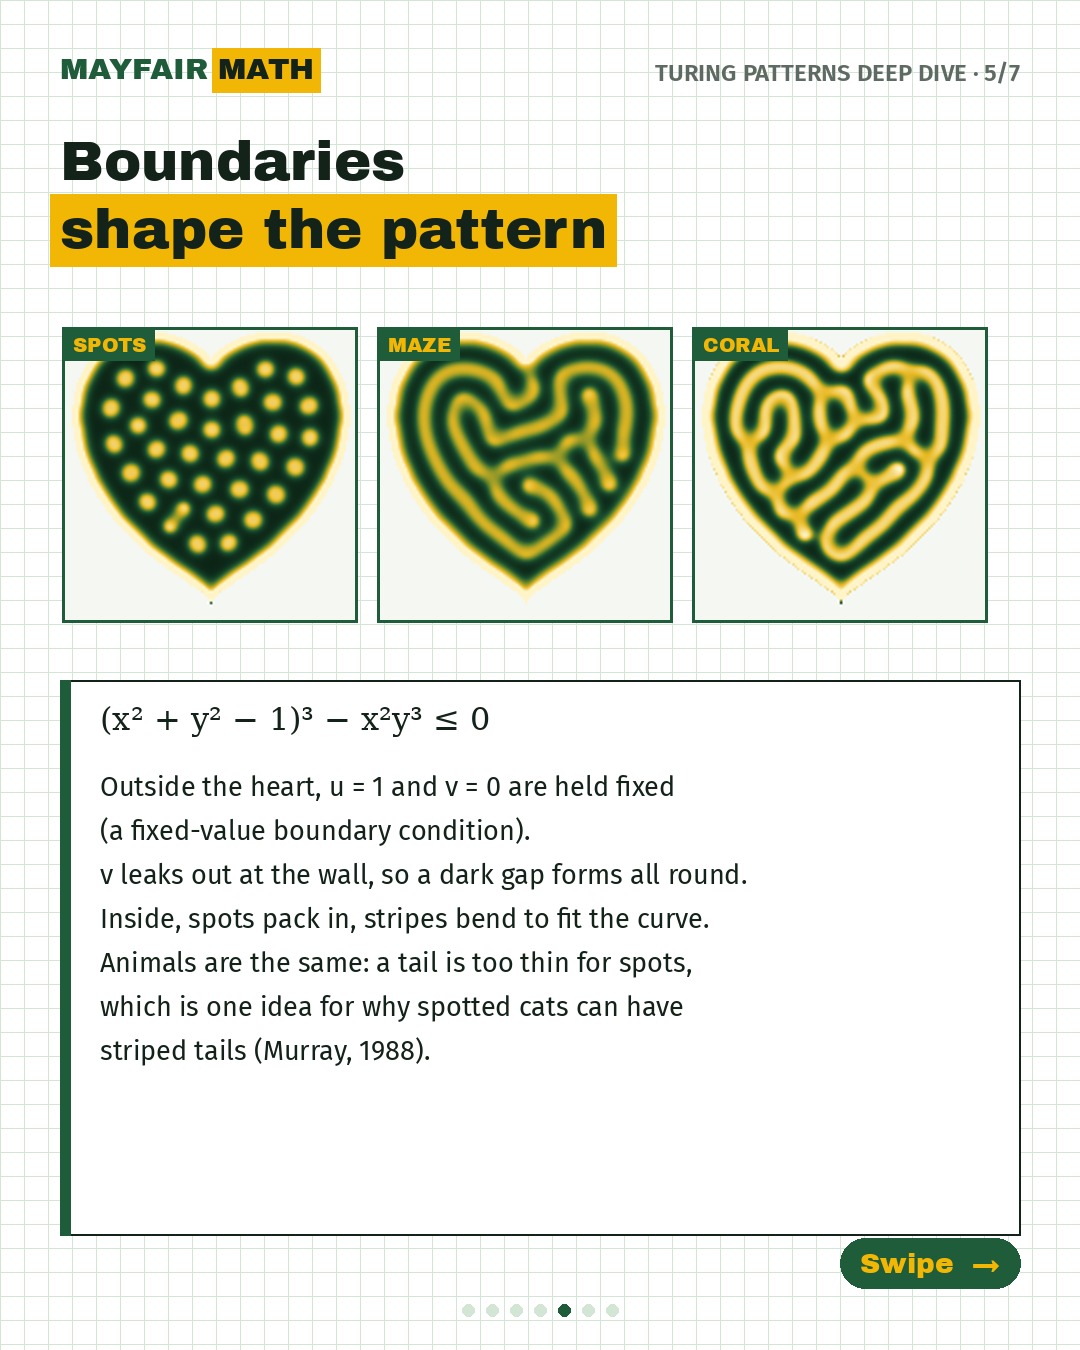 MAYFAIR MATH
TURING PATTERNS DEEP DIVE · 5/7
Boundaries
shape the pattern
SPOTS
MAZE
CORAL
(x² + y² − 1)³ − x²y³ ≤ 0
Outside the heart, u = 1 and v = 0 are held fixed
(a fixed-value boundary condition).
v leaks out at the wall, so a dark gap forms all round.
Inside, spots pack in, stripes bend to fit the curve.
Animals are the same: a tail is too thin for spots,
which is one idea for why spotted cats can have
striped tails (Murray, 1988).
Swipe →